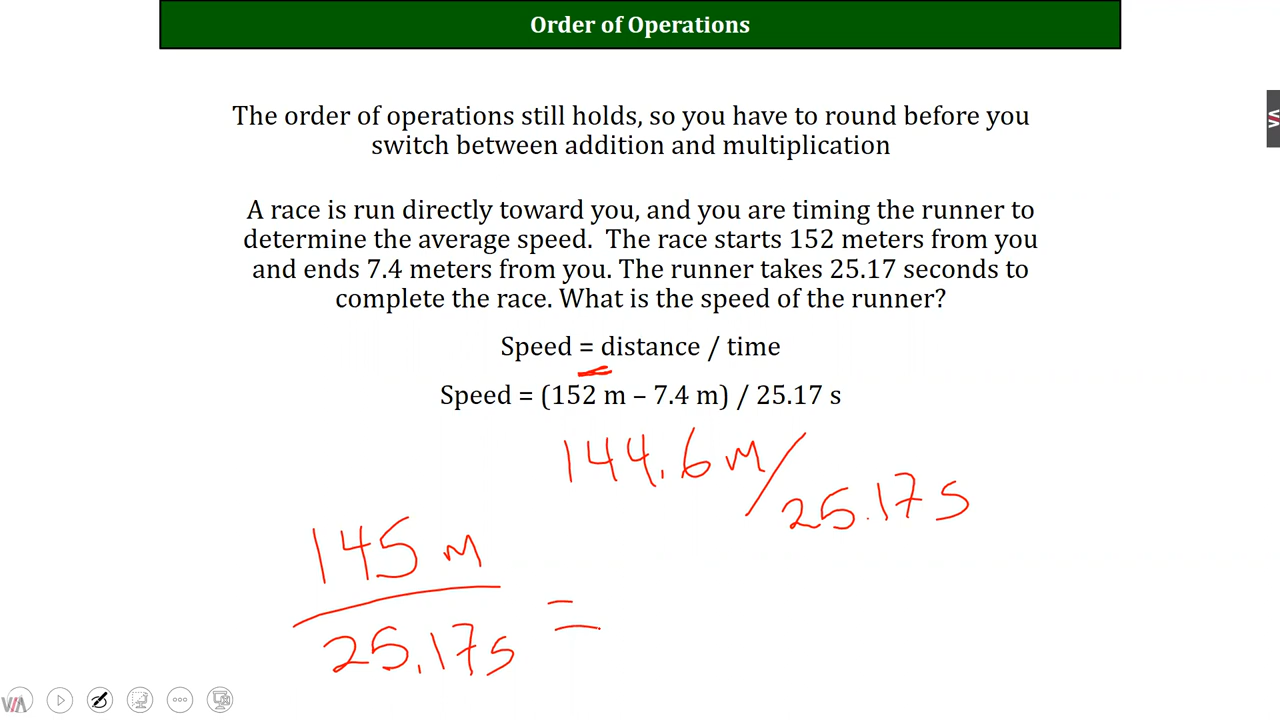 Order of Operations
The order of operations still holds, so you have to round before you
switch between addition and multiplication
A race is run directly toward you, and you are timing the runner to
determine the average speed.  The race starts 152 meters from you
and ends 7.4 meters from you. The runner takes 25.17 seconds to
complete the race. What is the speed of the runner?
Speed = distance / time
Speed = (152 m – 7.4 m) / 25.17 s
144.6 m/
25.17 s
145 m
25.17 s =
VIA
VIA